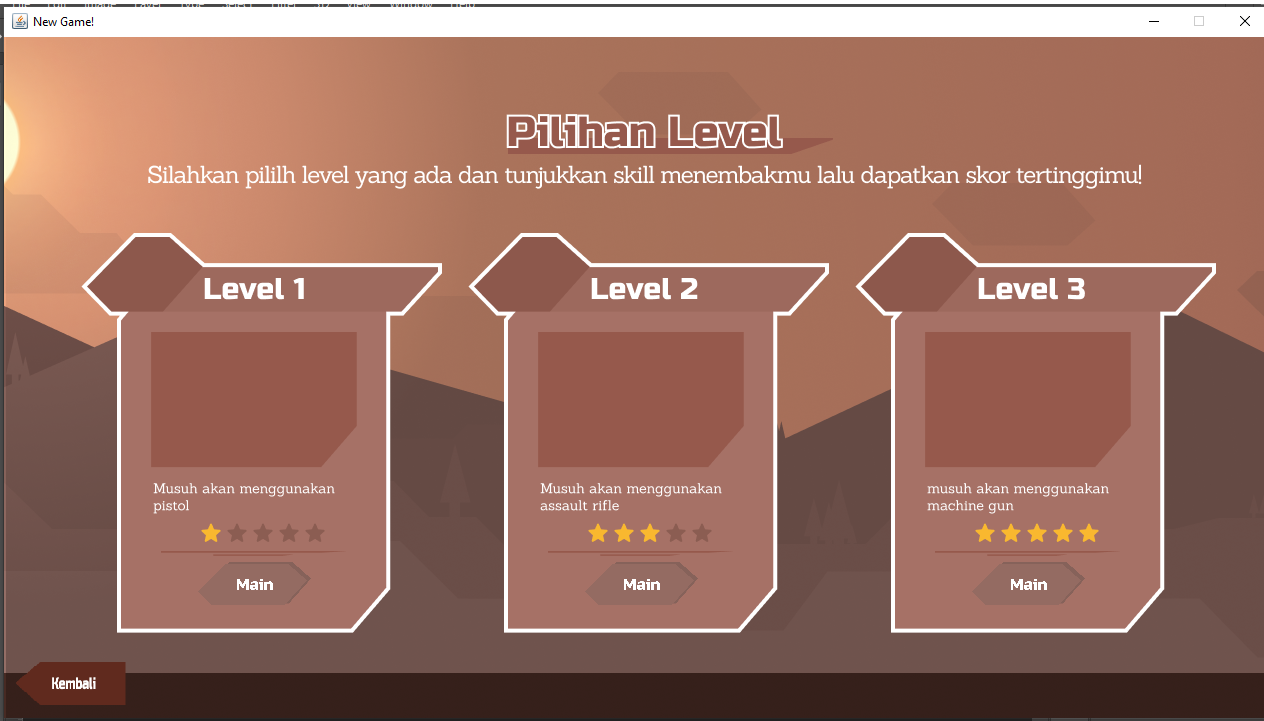 New Game!
Pilihan Level
Silahkan pililh level yang ada dan tunjukkan skill menembakmu lalu dapatkan skor tertinggimu!
Level 1
Musuh akan menggunakan
pistol
Main
Level 2
Musuh akan menggunakan
assault rifle
Main
Level 3
musuh akan menggunakan
machine gun
Main
Kembali